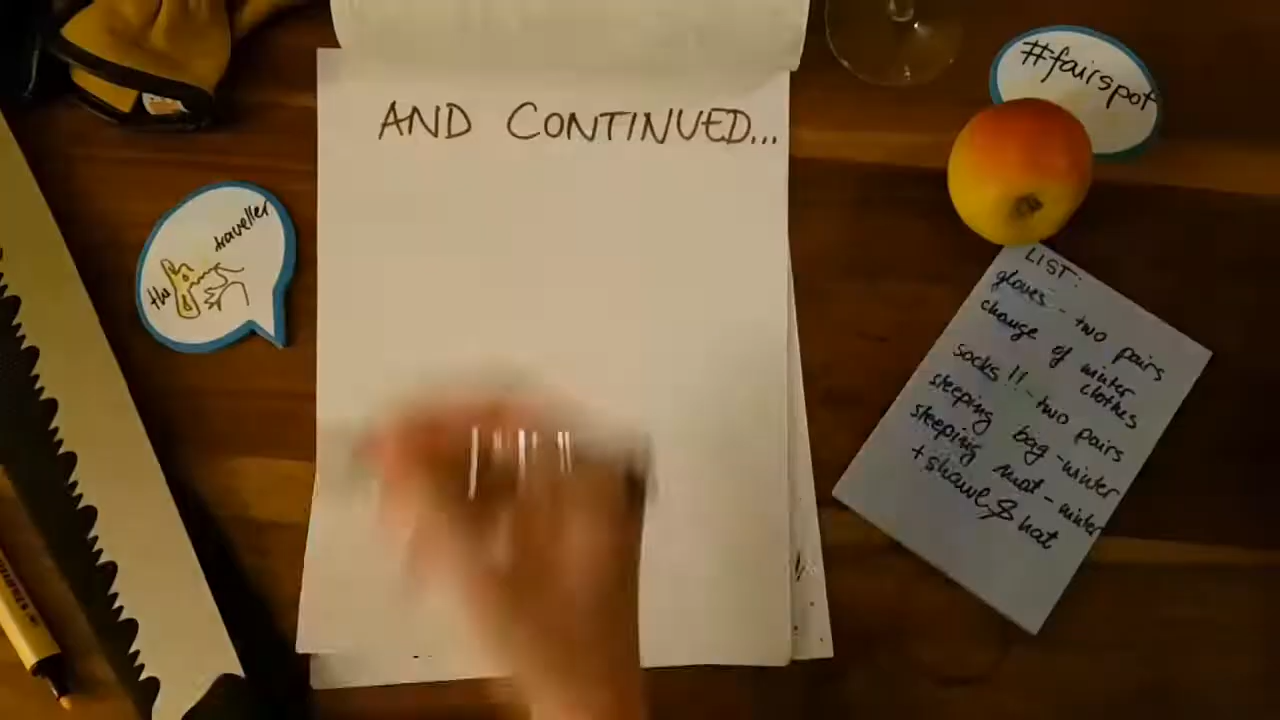 AND CONTINUED...
#fairspot
the traveller
LIST:
gloves - two pairs
change of winter clothes
socks!! - two pairs
sleeping bag - winter
sleeping mat - winter
+ shawl & hat